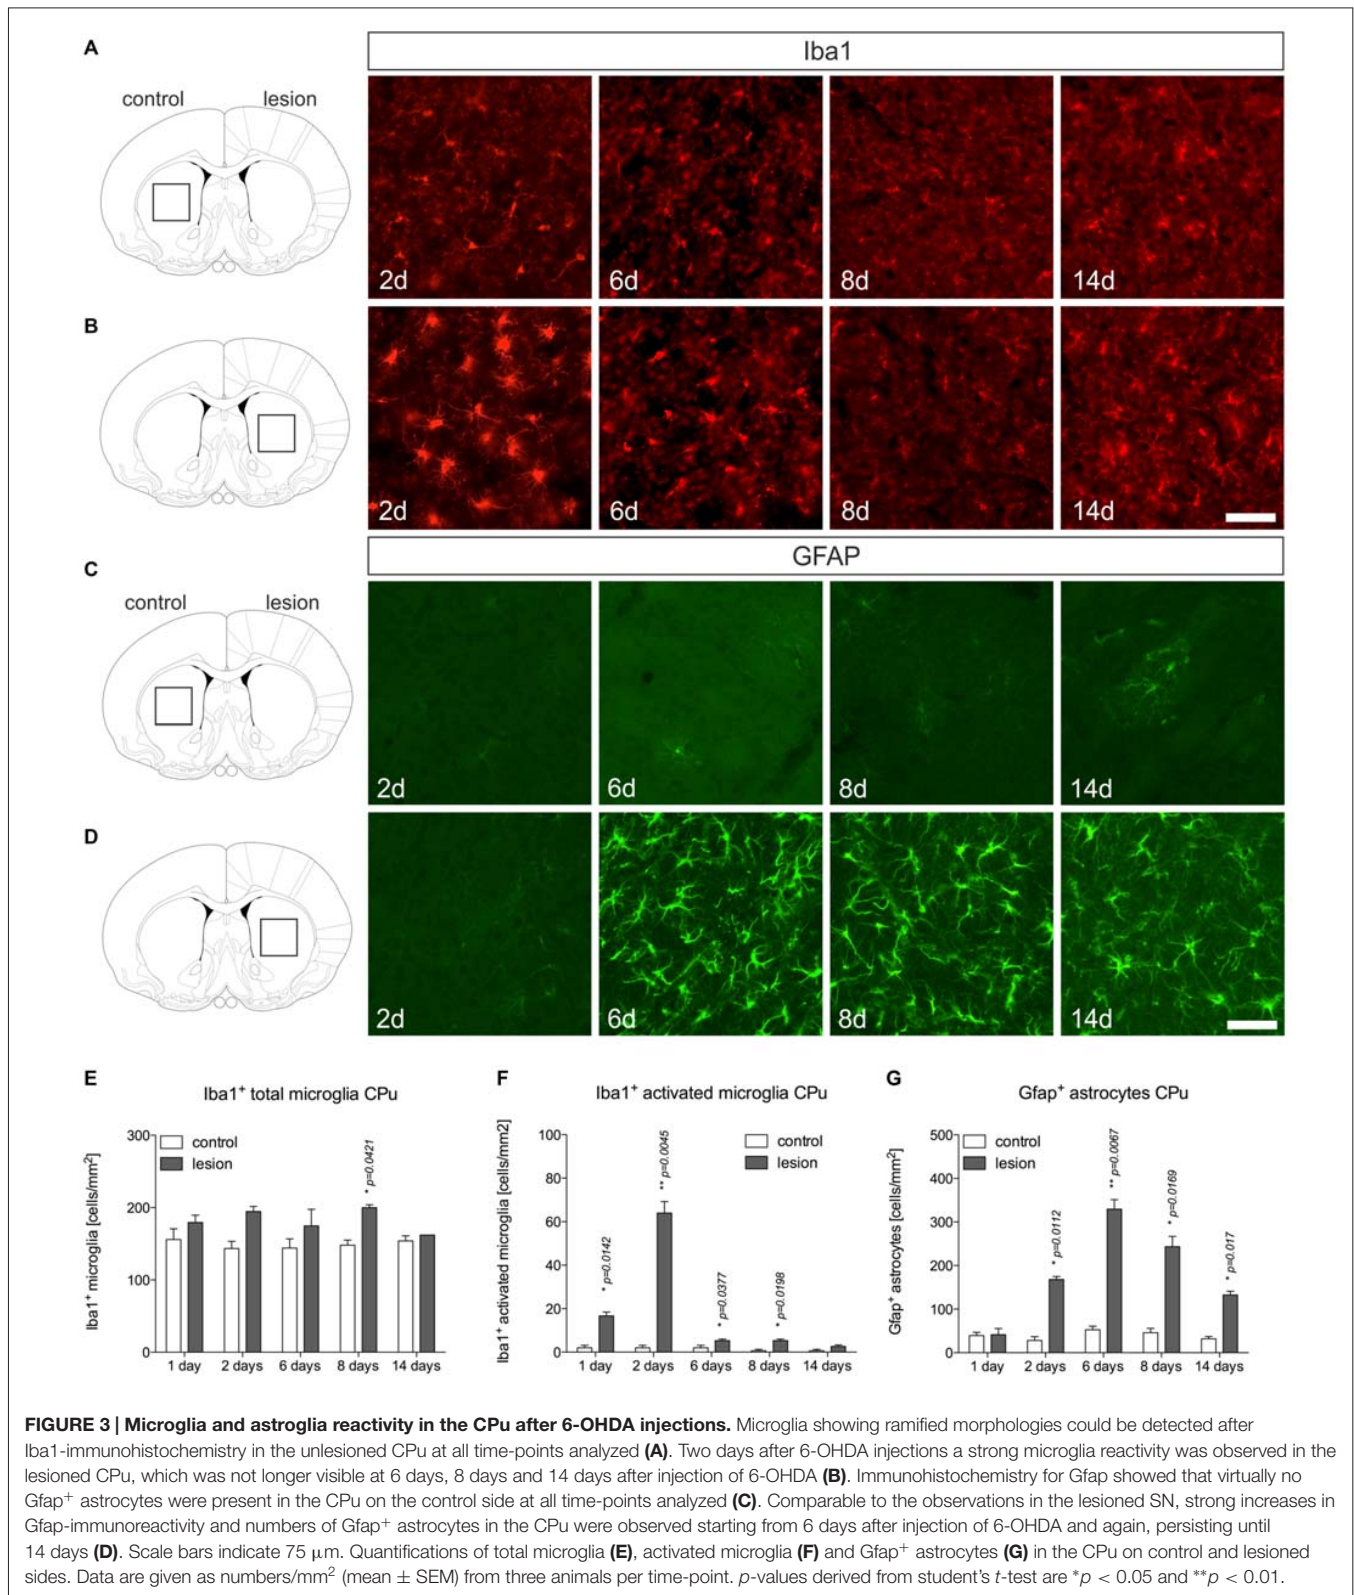 A
Iba1
control lesion
2d 6d 8d 14d
B
2d 6d 8d 14d
GFAP
C
control lesion
2d 6d 8d 14d
D
2d 6d 8d 14d
E
Iba1+ total microglia CPu
Iba1+ microglia [cells/mm2]
300
200
100
0
control
lesion
* p=0.0421
1 day 2 days 6 days 8 days 14 days
F
Iba1+ activated microglia CPu
Iba1+ activated microglia [cells/mm2]
100
80
60
40
20
0
control
lesion
* p=0.0142
** p=0.0045
* p=0.0377
* p=0.0198
1 day 2 days 6 days 8 days 14 days
G
Gfap+ astrocytes CPu
Gfap+ astrocytes [cells/mm2]
500
400
300
200
100
0
control
lesion
* p=0.0112
** p=0.0067
* p=0.0169
* p=0.017
1 day 2 days 6 days 8 days 14 days
FIGURE 3 | Microglia and astroglia reactivity in the CPu after 6-OHDA injections. Microglia showing ramified morphologies could be detected after
Iba1-immunohistochemistry in the unlesioned CPu at all time-points analyzed (A). Two days after 6-OHDA injections a strong microglia reactivity was observed in the
lesioned CPu, which was not longer visible at 6 days, 8 days and 14 days after injection of 6-OHDA (B). Immunohistochemistry for Gfap showed that virtually no
Gfap+ astrocytes were present in the CPu on the control side at all time-points analyzed (C). Comparable to the observations in the lesioned SN, strong increases in
Gfap-immunoreactivity and numbers of Gfap+ astrocytes in the CPu were observed starting from 6 days after injection of 6-OHDA and again, persisting until
14 days (D). Scale bars indicate 75 μm. Quantifications of total microglia (E), activated microglia (F) and Gfap+ astrocytes (G) in the CPu on control and lesioned
sides. Data are given as numbers/mm2 (mean ± SEM) from three animals per time-point. p-values derived from student's t-test are *p < 0.05 and **p < 0.01.